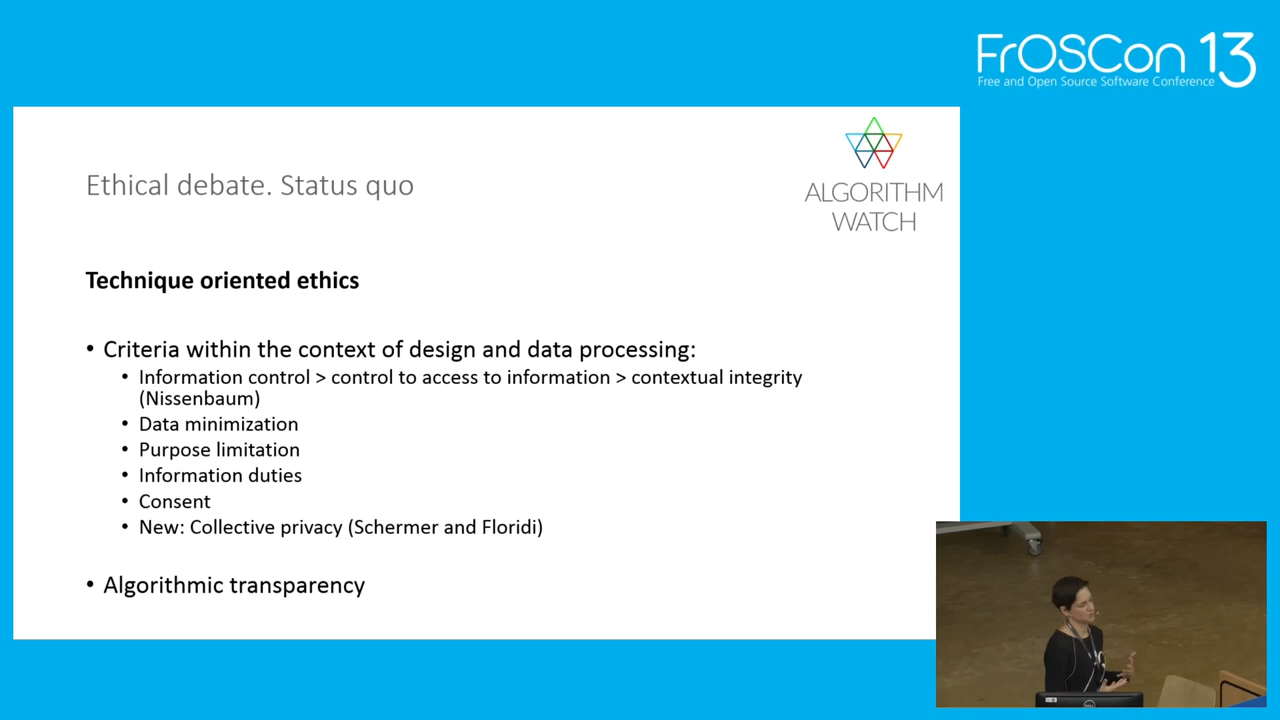 FrOSCon 13
Free and Open Source Software Conference
ALGORITHM
WATCH
Ethical debate. Status quo
Technique oriented ethics
• Criteria within the context of design and data processing:
• Information control > control to access to information > contextual integrity
(Nissenbaum)
• Data minimization
• Purpose limitation
• Information duties
• Consent
• New: Collective privacy (Schermer and Floridi)
• Algorithmic transparency